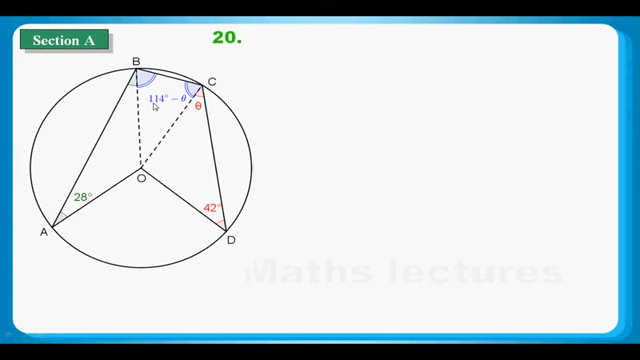 Section A
20.
B
C
114° − θ
θ
O
28°
42°
A
D
Maths lectures